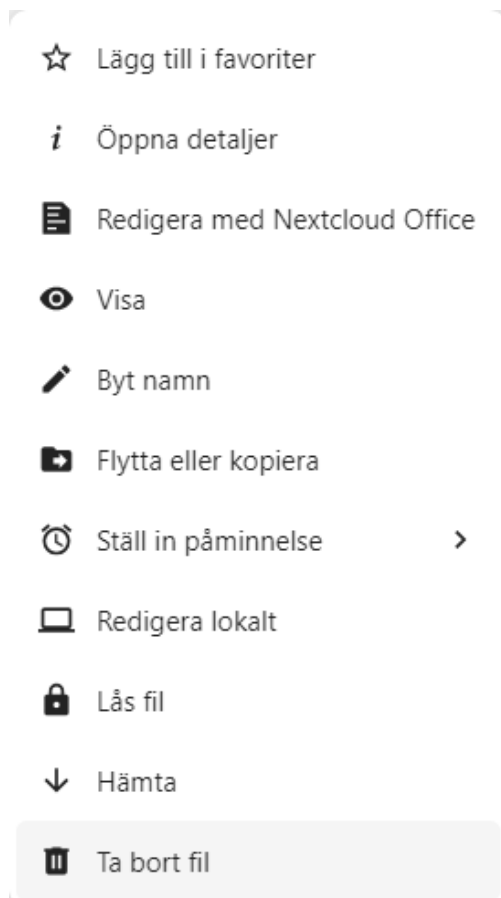 Lägg till i favoriter
Öppna detaljer
Redigera med Nextcloud Office
Visa
Byt namn
Flytta eller kopiera
Ställ in påminnelse
Redigera lokalt
Lås fil
Hämta
Ta bort fil